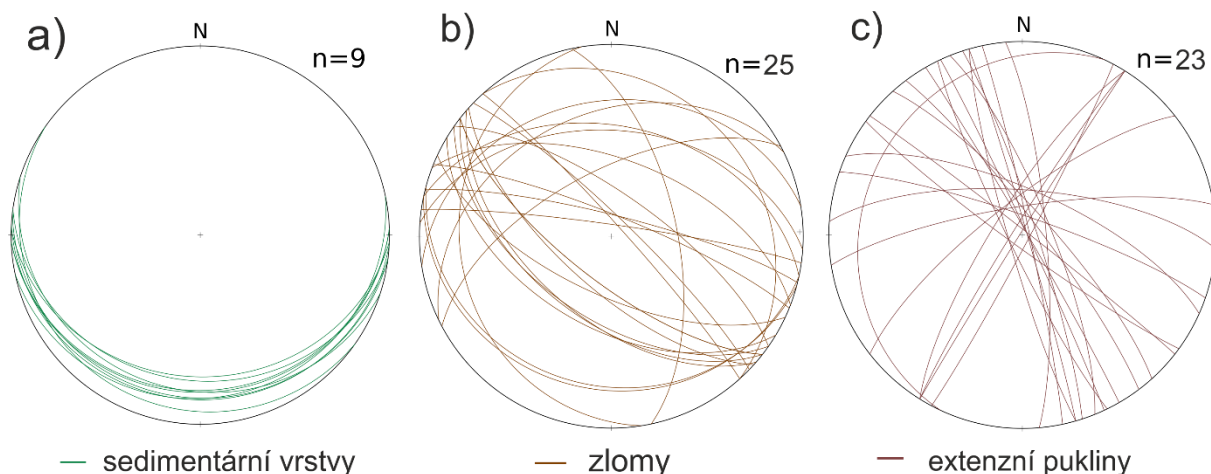 a)
N
n=9
sedimentární vrstvy
b)
N
n=25
zlomy
c)
N
n=23
extenzní pukliny